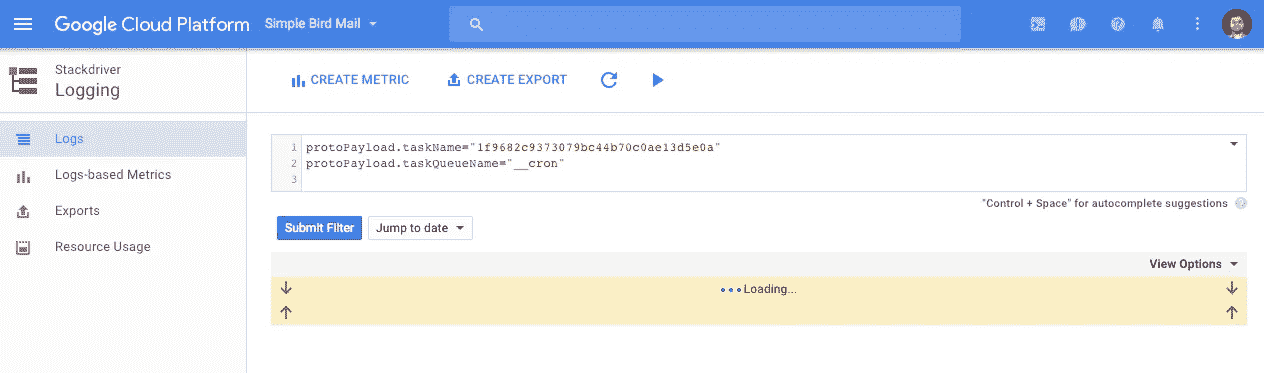 Google Cloud Platform
Simple Bird Mail
Stackdriver
Logging
CREATE METRIC
CREATE EXPORT
Logs
Logs-based Metrics
Exports
Resource Usage
1 protoPayload.taskName="1f9682c9373079bc44b70c0ae13d5e0a"
2 protoPayload.taskQueueName="__cron"
3
"Control + Space" for autocomplete suggestions
Submit Filter
Jump to date
View Options
Loading...